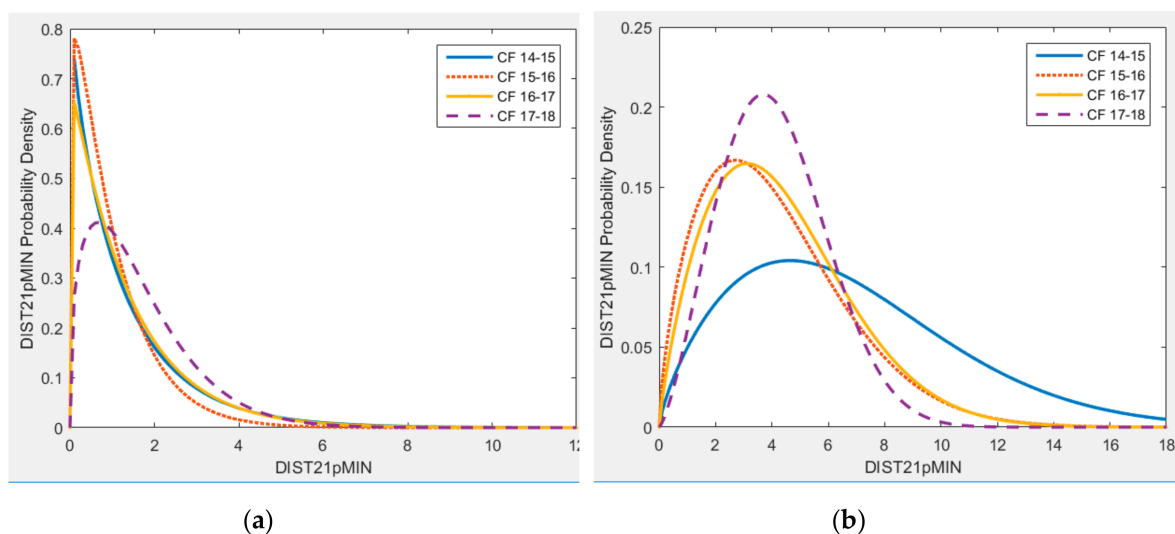 0.8
0.7
0.6
0.5
0.4
0.3
0.2
0.1
0
DIST21pMIN Probability Density
0 2 4 6 8 10 12
DIST21pMIN
CF 14-15
CF 15-16
CF 16-17
CF 17-18
(a)
0.25
0.2
0.15
0.1
0.05
0
DIST21pMIN Probability Density
0 2 4 6 8 10 12 14 16 18
DIST21pMIN
CF 14-15
CF 15-16
CF 16-17
CF 17-18
(b)